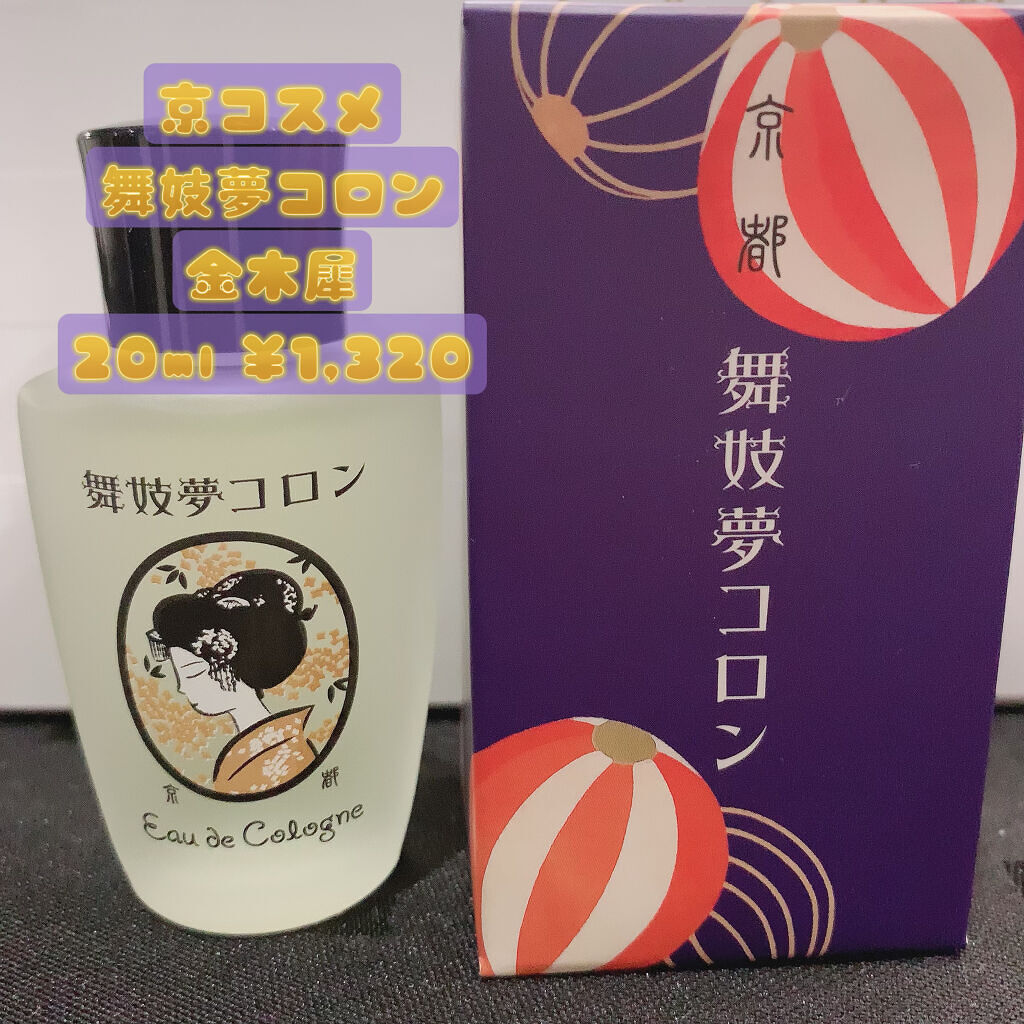 京コスメ
舞妓夢コロン
金木犀
20ml ¥1,320
舞妓夢コロン
京都
Eau de Cologne
京都
舞妓夢コロン